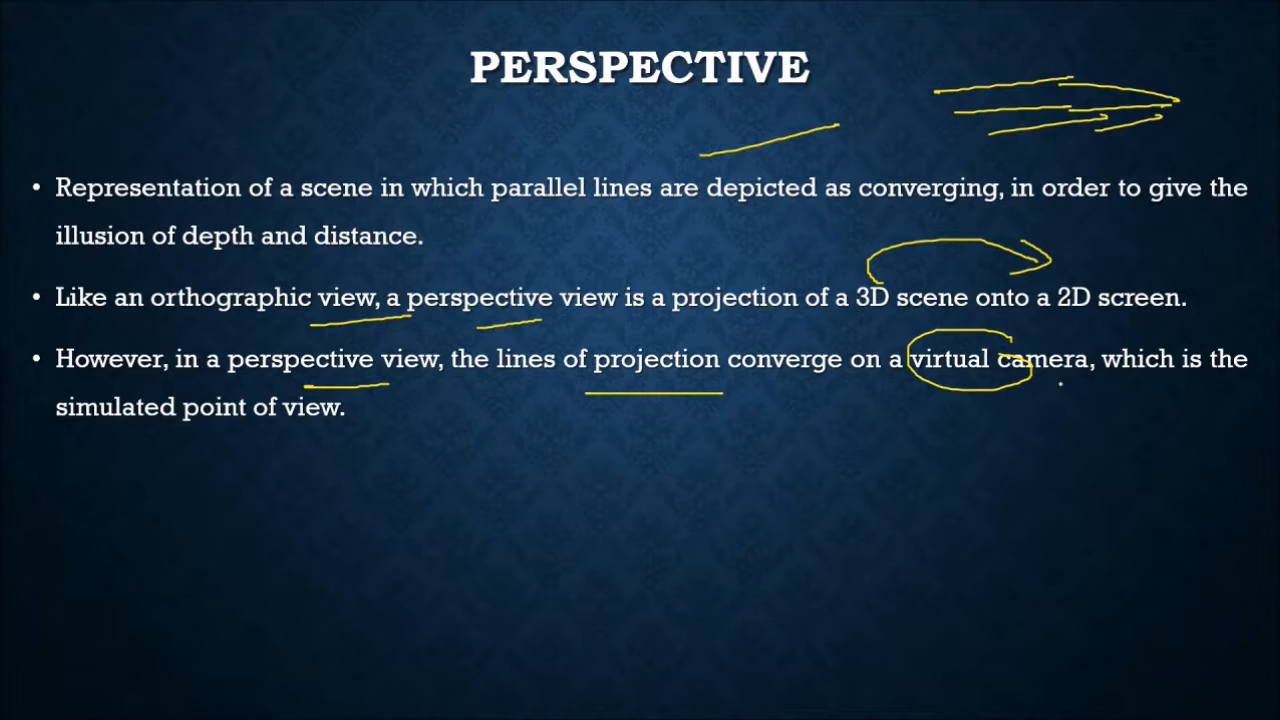 PERSPECTIVE
• Representation of a scene in which parallel lines are depicted as converging, in order to give the
illusion of depth and distance.
• Like an orthographic view, a perspective view is a projection of a 3D scene onto a 2D screen.
• However, in a perspective view, the lines of projection converge on a virtual camera, which is the
simulated point of view.